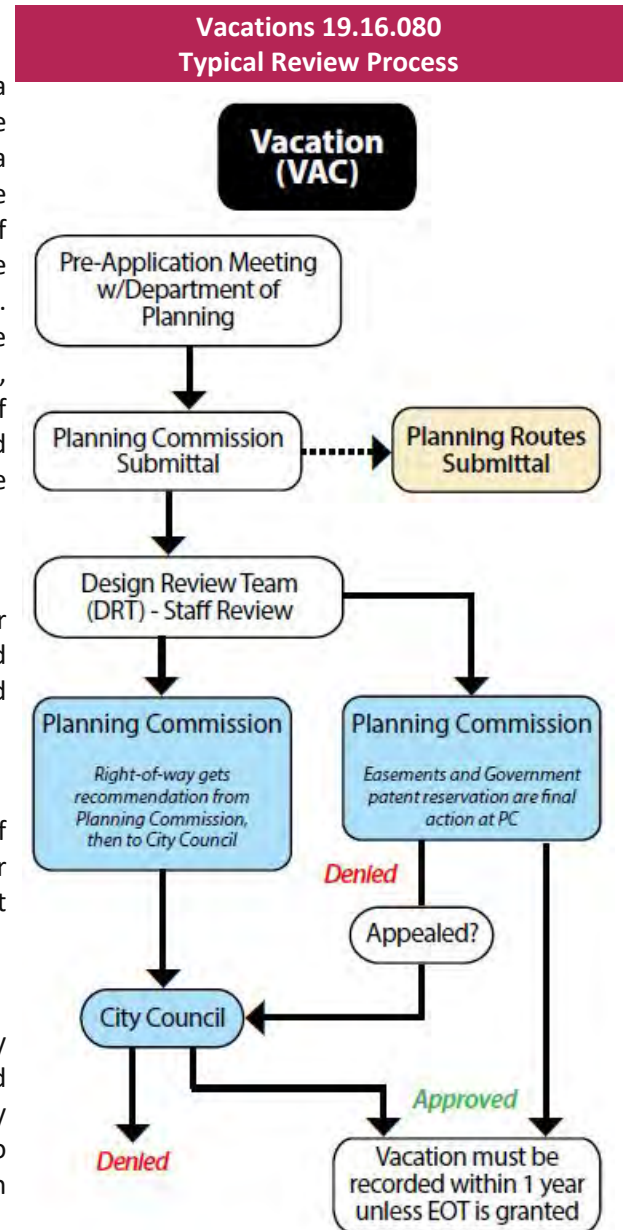 Vacations 19.16.080
Typical Review Process
Vacation
(VAC)
Pre-Application Meeting
w/Department of
Planning
Planning Commission
Submittal
Planning Routes
Submittal
Design Review Team
(DRT) - Staff Review
Planning Commission
Right-of-way gets
recommendation from
Planning Commission,
then to City Council
Planning Commission
Easements and Government
patent reservation are final
action at PC
Denied
Appealed?
City Council
Approved
Denied
Vacation must be
recorded within 1 year
unless EOT is granted